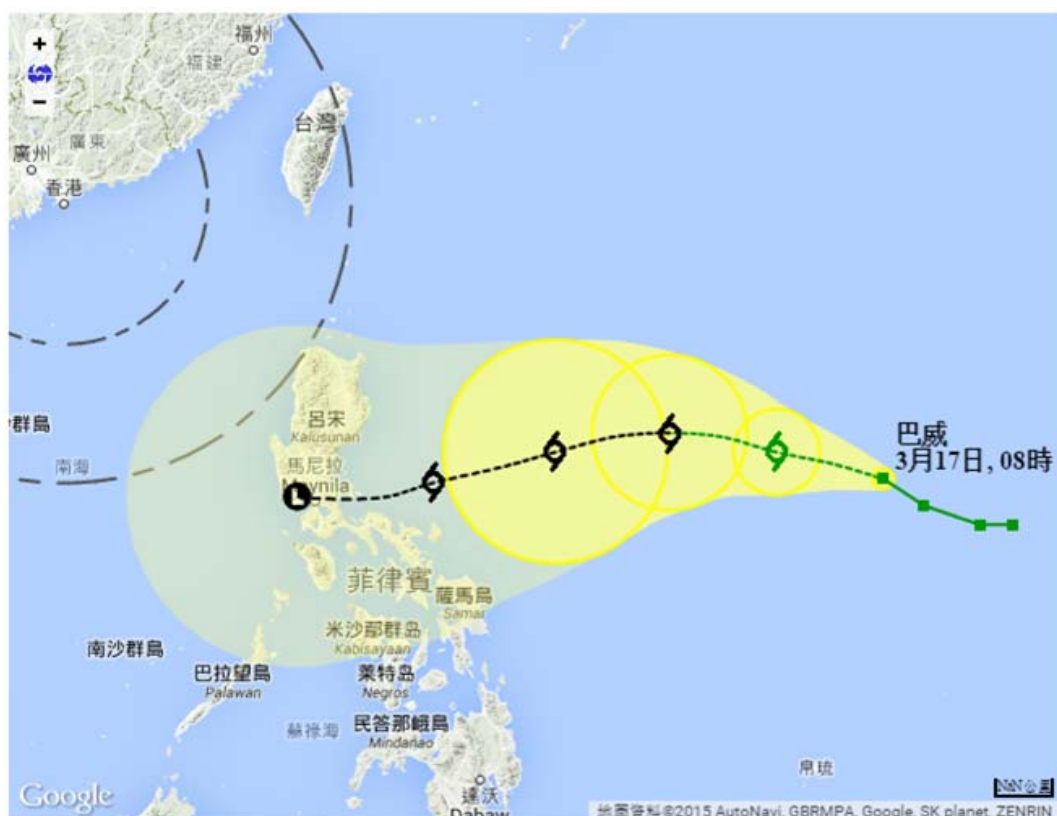 +
福州
福建
−
台灣
廣東
廣州
香港
群島
南海
呂宋
Kalusunan
馬尼拉
Maynila
巴威
3月17日, 08時
L
菲律賓
薩馬島
Samar
米沙那群岛
Kabisayaan
南沙群島
巴拉望島
Palawan
萊特岛
Negros
蘇祿海
民答那峨島
Mindanao
帛琉
達沃
Dabaw
Google
地圖資料©2015 AutoNavi, GBRMPA, Google, SK planet, ZENRIN